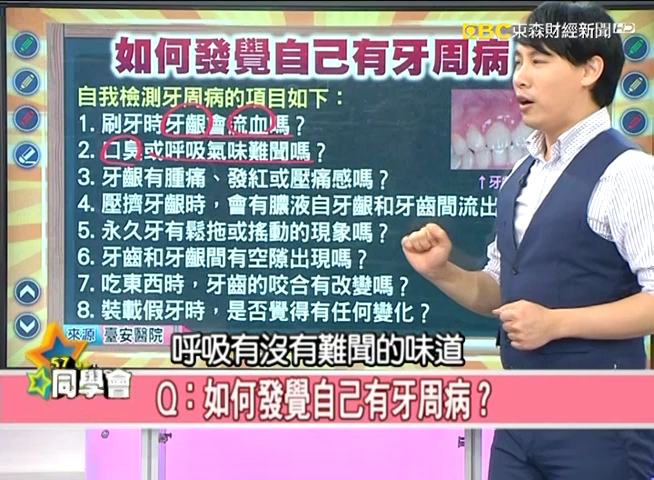 EBC 東森財經新聞 HD
如何發覺自己有牙周病
自我檢測牙周病的項目如下：
1. 刷牙時牙齦會流血嗎？
2. 口臭或呼吸氣味難聞嗎？
↑牙
3. 牙齦有腫痛、發紅或壓痛感嗎？
4. 壓擠牙齦時，會有膿液自牙齦和牙齒間流出
5. 永久牙有鬆拖或搖動的現象嗎？
6. 牙齒和牙齦間有空隙出現嗎？
7. 吃東西時，牙齒的咬合有改變嗎？
8. 裝載假牙時，是否覺得有任何變化？
來源 臺安醫院
呼吸有沒有難聞的味道
57
同學會
Q：如何發覺自己有牙周病？